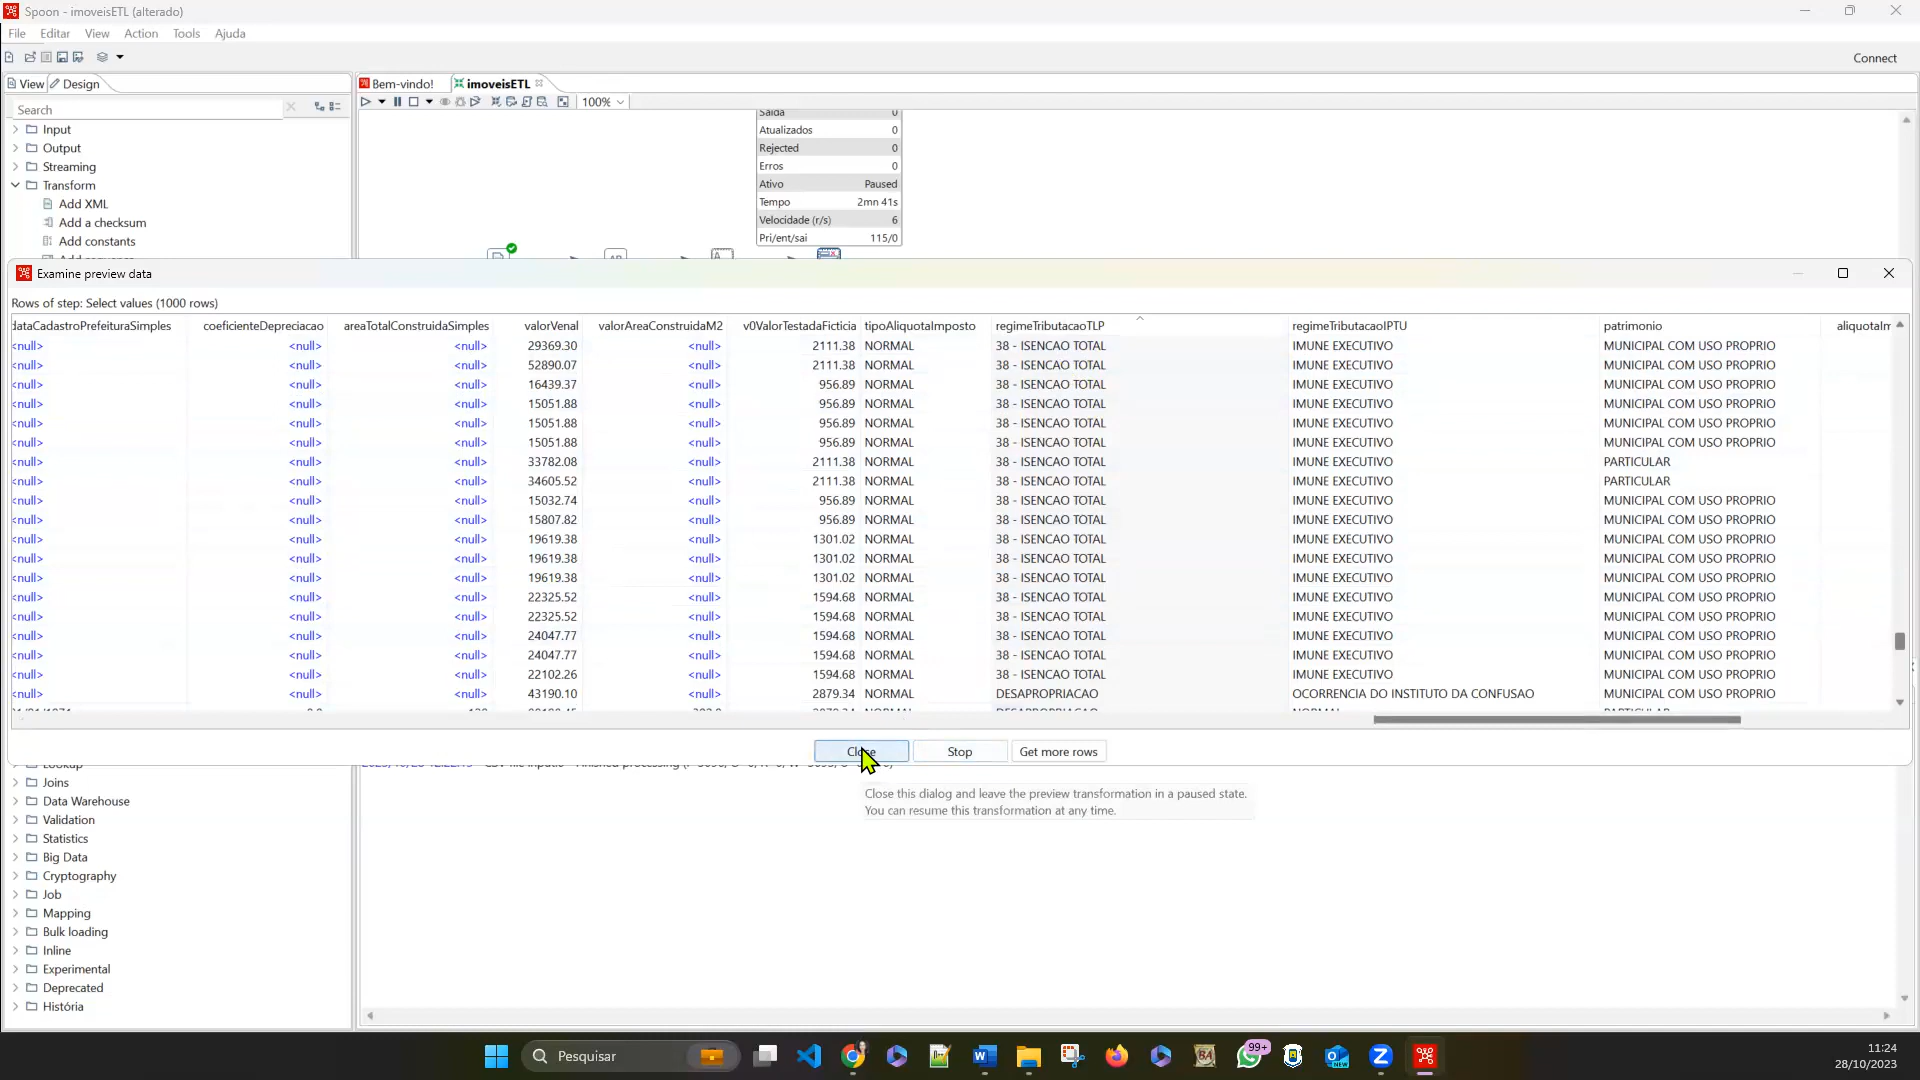 Spoon - imoveisETL (alterado)
File Editar View Action Tools Ajuda
Connect
View Design Bem-vindo! imoveisETL
Search 100%
Input
Output
Streaming
Transform
Add XML
Add a checksum
Add constants
Saída 0
Atualizados 0
Rejected 0
Erros 0
Ativo Paused
Tempo 2mn 41s
Velocidade (r/s) 6
Pri/ent/sai 115/0
Examine preview data
Rows of step: Select values (1000 rows)
dataCadastroPrefeituraSimples coeficienteDepreciacao areaTotalConstruidaSimples valorVenal valorAreaConstruidaM2 v0ValorTestadaFicticia tipoAliquotaImposto regimeTributacaoTLP regimeTributacaoIPTU patrimonio aliquotaIm
<null> <null> <null> 29369.30 <null> 2111.38 NORMAL 38 - ISENCAO TOTAL IMUNE EXECUTIVO MUNICIPAL COM USO PROPRIO
<null> <null> <null> 52890.07 <null> 2111.38 NORMAL 38 - ISENCAO TOTAL IMUNE EXECUTIVO MUNICIPAL COM USO PROPRIO
<null> <null> <null> 16439.37 <null> 956.89 NORMAL 38 - ISENCAO TOTAL IMUNE EXECUTIVO MUNICIPAL COM USO PROPRIO
<null> <null> <null> 15051.88 <null> 956.89 NORMAL 38 - ISENCAO TOTAL IMUNE EXECUTIVO MUNICIPAL COM USO PROPRIO
<null> <null> <null> 15051.88 <null> 956.89 NORMAL 38 - ISENCAO TOTAL IMUNE EXECUTIVO MUNICIPAL COM USO PROPRIO
<null> <null> <null> 15051.88 <null> 956.89 NORMAL 38 - ISENCAO TOTAL IMUNE EXECUTIVO MUNICIPAL COM USO PROPRIO
<null> <null> <null> 33782.08 <null> 2111.38 NORMAL 38 - ISENCAO TOTAL IMUNE EXECUTIVO PARTICULAR
<null> <null> <null> 34605.52 <null> 2111.38 NORMAL 38 - ISENCAO TOTAL IMUNE EXECUTIVO PARTICULAR
<null> <null> <null> 15032.74 <null> 956.89 NORMAL 38 - ISENCAO TOTAL IMUNE EXECUTIVO MUNICIPAL COM USO PROPRIO
<null> <null> <null> 15807.82 <null> 956.89 NORMAL 38 - ISENCAO TOTAL IMUNE EXECUTIVO MUNICIPAL COM USO PROPRIO
<null> <null> <null> 19619.38 <null> 1301.02 NORMAL 38 - ISENCAO TOTAL IMUNE EXECUTIVO MUNICIPAL COM USO PROPRIO
<null> <null> <null> 19619.38 <null> 1301.02 NORMAL 38 - ISENCAO TOTAL IMUNE EXECUTIVO MUNICIPAL COM USO PROPRIO
<null> <null> <null> 19619.38 <null> 1301.02 NORMAL 38 - ISENCAO TOTAL IMUNE EXECUTIVO MUNICIPAL COM USO PROPRIO
<null> <null> <null> 22325.52 <null> 1594.68 NORMAL 38 - ISENCAO TOTAL IMUNE EXECUTIVO MUNICIPAL COM USO PROPRIO
<null> <null> <null> 22325.52 <null> 1594.68 NORMAL 38 - ISENCAO TOTAL IMUNE EXECUTIVO MUNICIPAL COM USO PROPRIO
<null> <null> <null> 24047.77 <null> 1594.68 NORMAL 38 - ISENCAO TOTAL IMUNE EXECUTIVO MUNICIPAL COM USO PROPRIO
<null> <null> <null> 24047.77 <null> 1594.68 NORMAL 38 - ISENCAO TOTAL IMUNE EXECUTIVO MUNICIPAL COM USO PROPRIO
<null> <null> <null> 22102.26 <null> 1594.68 NORMAL 38 - ISENCAO TOTAL IMUNE EXECUTIVO MUNICIPAL COM USO PROPRIO
<null> <null> <null> 43190.10 <null> 2879.34 NORMAL DESAPROPRIACAO OCORRENCIA DO INSTITUTO DA CONFUSAO MUNICIPAL COM USO PROPRIO
Close Stop Get more rows
Close this dialog and leave the preview transformation in a paused state.
You can resume this transformation at any time.
Lookup
Joins
Data Warehouse
Validation
Statistics
Big Data
Cryptography
Job
Mapping
Bulk loading
Inline
Experimental
Deprecated
História
Pesquisar
99+
11:24
28/10/2023